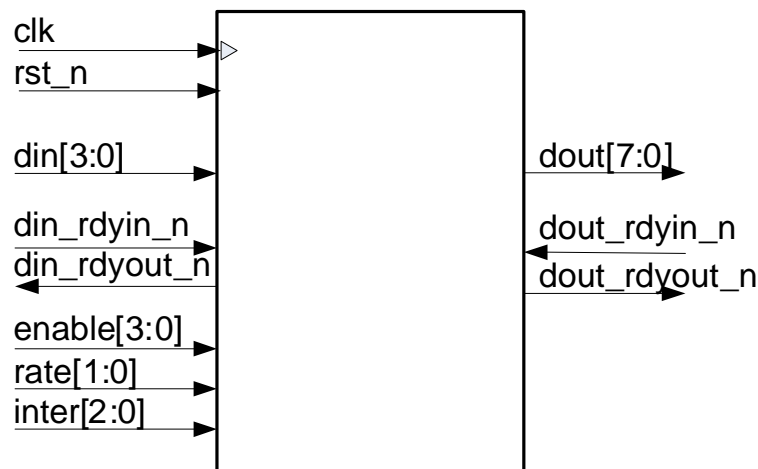 clk
rst_n
din[3:0]
dout[7:0]
din_rdyin_n
dout_rdyin_n
din_rdyout_n
dout_rdyout_n
enable[3:0]
rate[1:0]
inter[2:0]